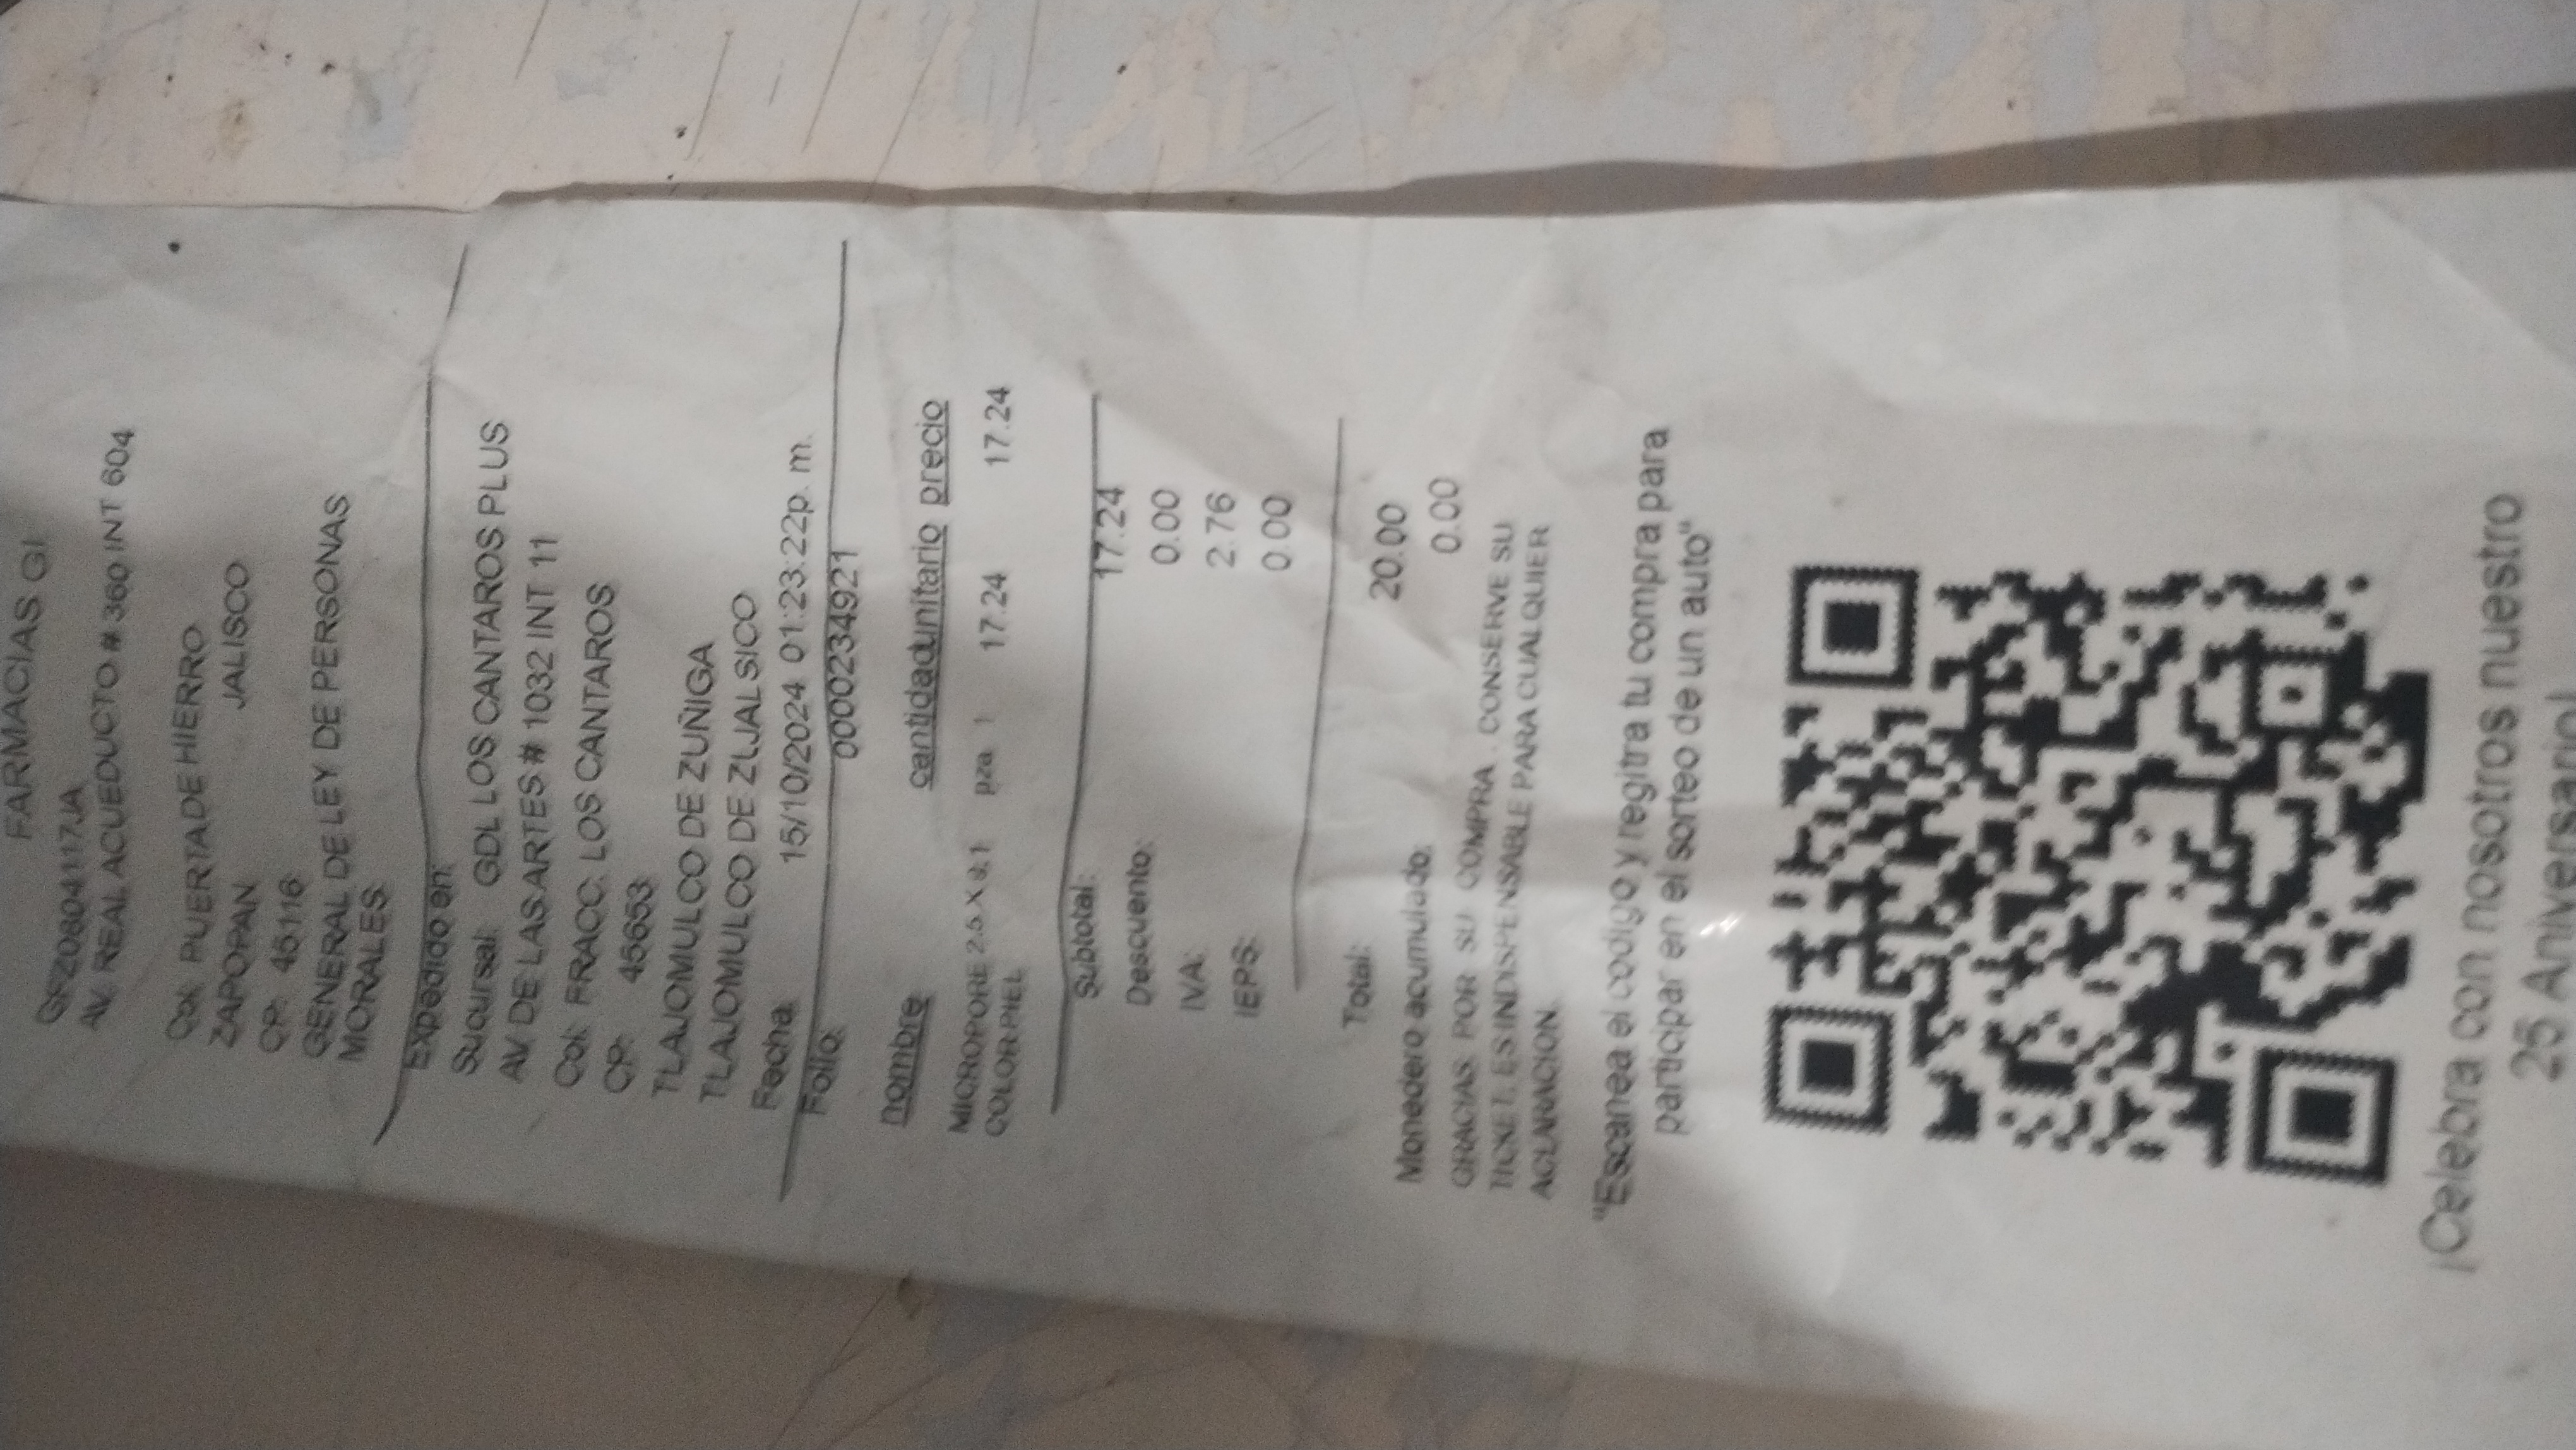 FARMACIAS GI
GFZ0804117UA
AV. REAL ACUEDUCTO # 360 INT 604
Col: PUERTA DE HIERRO
ZAPOPAN JALISCO
CP: 45116
GENERAL DE LEY DE PERSONAS
MORALES
Expedido en:
Sucursal: GDL LOS CANTAROS PLUS
AV DE LAS ARTES # 1032 INT 11
Col: FRACC. LOS CANTAROS
CP: 45653
TLAJOMULCO DE ZUÑIGA
TLAJOMULCO DE ZUJALSICO
Fecha: 15/10/2024 01:23:22p. m.
Folio: 00002349921
nombre cantidadunitario precio
MICROPORE 2.5 X 9.1 pza 1 17.24 17.24
COLOR PIEL
Subtotal: 17.24
Descuento: 0.00
IVA: 2.76
IEPS: 0.00
Total: 20.00
Monedero acumulado: 0.00
GRACIAS POR SU COMPRA . CONSERVE SU
TICKET, ES INDISPENSABLE PARA CUALQUIER
ACLARACION.
"Escanea el codigo y regitra tu compra para
participar en el sorteo de un auto"
¡Celebra con nosotros nuestro
25 Aniversario!